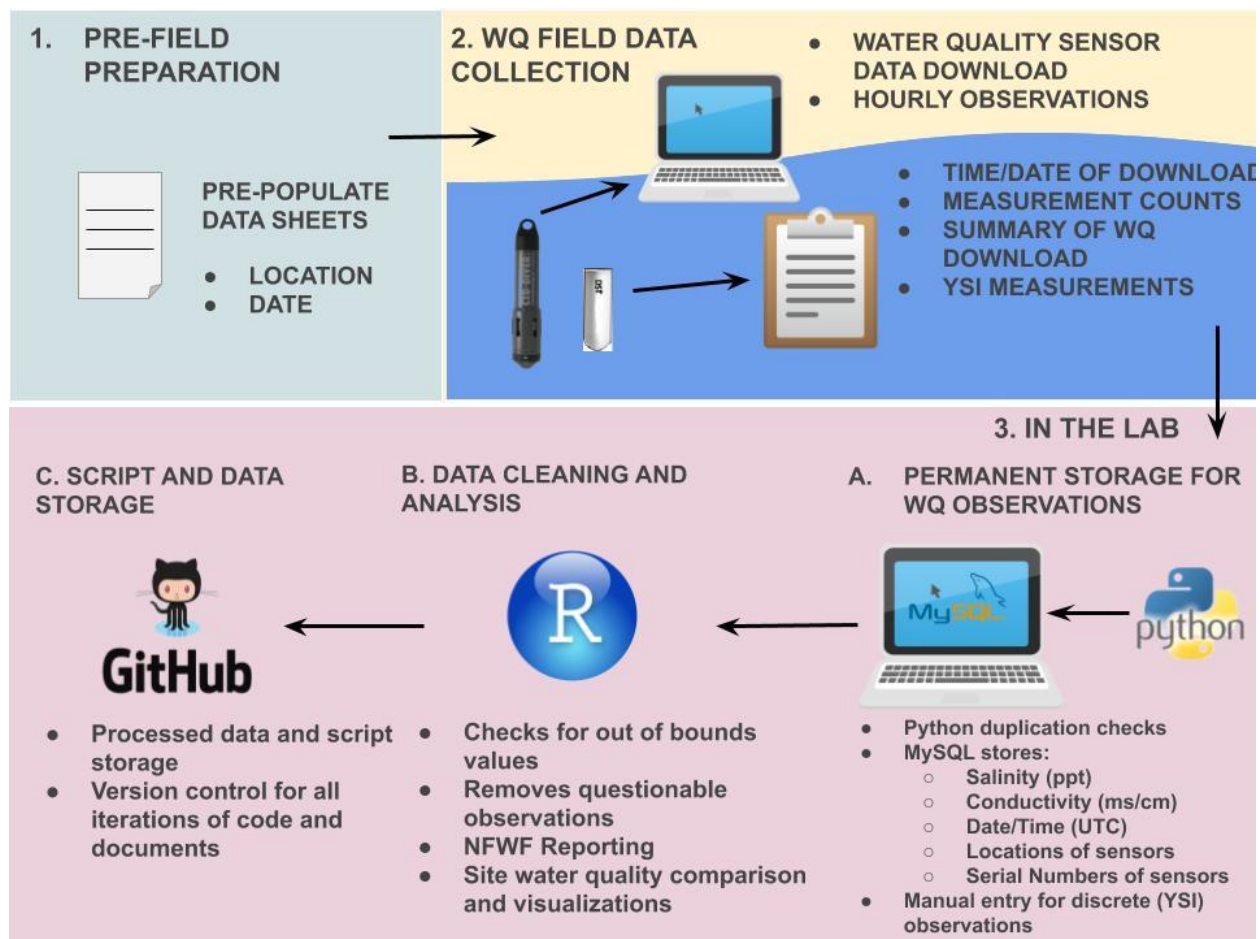 1. PRE-FIELD
PREPARATION
PRE-POPULATE
DATA SHEETS
● LOCATION
● DATE
2. WQ FIELD DATA
COLLECTION
● WATER QUALITY SENSOR
DATA DOWNLOAD
● HOURLY OBSERVATIONS
● TIME/DATE OF DOWNLOAD
● MEASUREMENT COUNTS
● SUMMARY OF WQ
DOWNLOAD
● YSI MEASUREMENTS
3. IN THE LAB
A. PERMANENT STORAGE FOR
WQ OBSERVATIONS
MySQL
python
● Python duplication checks
● MySQL stores:
○ Salinity (ppt)
○ Conductivity (ms/cm)
○ Date/Time (UTC)
○ Locations of sensors
○ Serial Numbers of sensors
● Manual entry for discrete (YSI)
observations
B. DATA CLEANING AND
ANALYSIS
R
● Checks for out of bounds
values
● Removes questionable
observations
● NFWF Reporting
● Site water quality comparison
and visualizations
C. SCRIPT AND DATA
STORAGE
GitHub
● Processed data and script
storage
● Version control for all
iterations of code and
documents